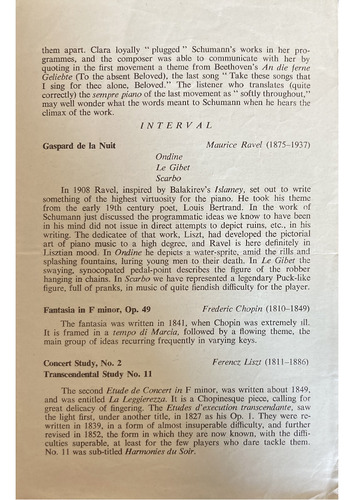 them apart. Clara loyally " plugged " Schumann's works in her pro-
grammes, and the composer was able to communicate with her by
quoting in the first movement a theme from Beethoven's An die ferne
Geliebte (To the absent Beloved), the last song " Take these songs that
I sing for thee alone, Beloved." The listener who translates (quite
correctly) the sempre piano of the last movement as " softly throughout,"
may well wonder what the words meant to Schumann when he hears the
climax of the work.
INTERVAL
Gaspard de la Nuit Maurice Ravel (1875–1937)
Ondine
Le Gibet
Scarbo
In 1908 Ravel, inspired by Balakirev's Islamey, set out to write
something of the highest virtuosity for the piano. He took his theme
from the early 19th century poet, Louis Bertrand. In the work of
Schumann just discussed the programmatic ideas we know to have been
in his mind did not issue in direct attempts to depict ruins, etc., in his
writing. The dedicatee of that work, Liszt, had developed the pictorial
art of piano music to a high degree, and Ravel is here definitely in
Lisztian mood. In Ondine he depicts a water-sprite, amid the rills and
splashing fountains, luring young men to their death. In Le Gibet the
swaying, syncopated pedal-point describes the figure of the robber
hanging in chains. In Scarbo we have represented a legendary Puck-like
figure, full of pranks, in music of quite fiendish difficulty for the player.
Fantasia in F minor, Op. 49 Frederic Chopin (1810–1849)
The fantasia was written in 1841, when Chopin was extremely ill.
It is framed in a tempo di Marcia, followed by a flowing theme, the
main group of ideas recurring frequently in varying keys.
Concert Study, No. 2 Ferencz Liszt (1811–1886)
Transcendental Study No. 11
The second Etude de Concert in F minor, was written about 1849,
and was entitled La Leggierezza. It is a Chopinesque piece, calling for
great delicacy of fingering. The Etudes d'execution transcendante, saw
the light first, under another title, in 1827 as his Op. 1. They were re-
written in 1839, in a form of almost insuperable difficulty, and further
revised in 1852, the form in which they are now known, with the diffi-
culties superable, at least for the few players who dare tackle them.
No. 11 was sub-titled Harmonies du Soir.